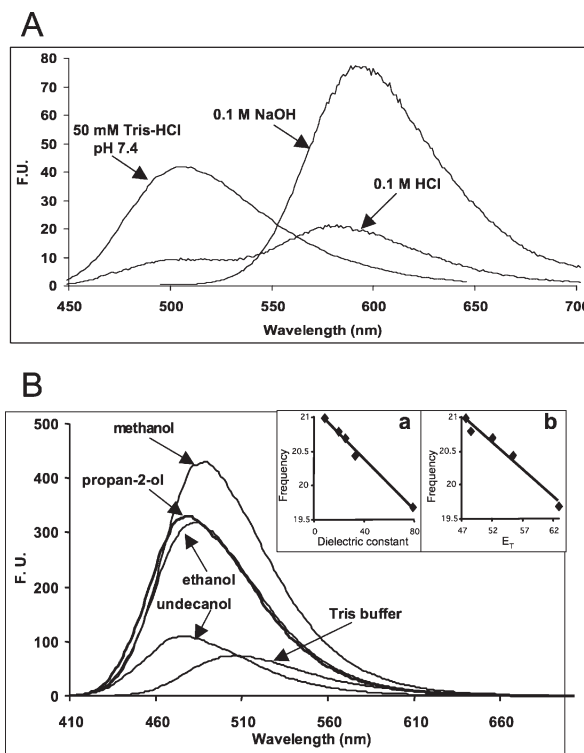 A
80
70
60
50
40
30
20
10
0
F.U.
50 mM Tris-HCl
pH 7.4
0.1 M NaOH
0.1 M HCl
450 500 550 600 650 700
Wavelength (nm)
B
500
400
300
200
100
0
F. U.
methanol
propan-2-ol
ethanol
undecanol
Tris buffer
a
21
20.5
20
19.5
Frequency
0 40 80
Dielectric constant
b
21
20.5
20
19.5
Frequency
47 52 57 62
E_T
410 460 510 560 610 660
Wavelength (nm)